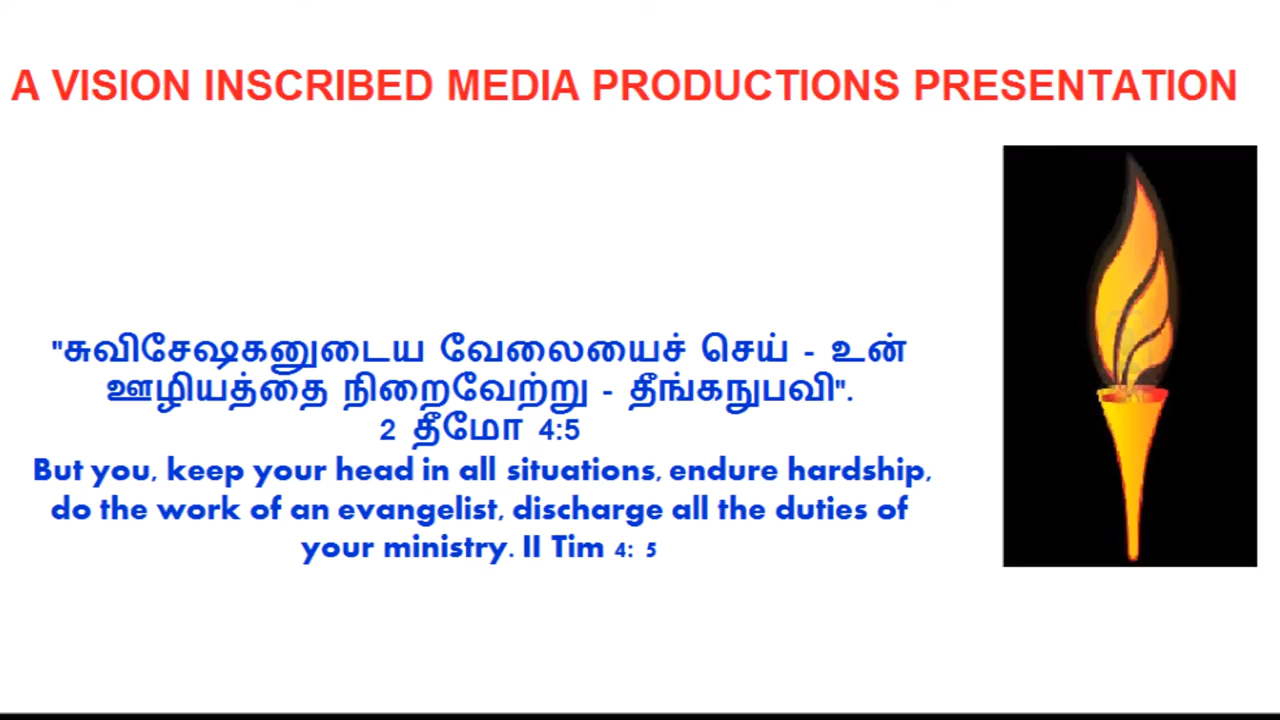 A VISION INSCRIBED MEDIA PRODUCTIONS PRESENTATION
"சுவிசேஷகனுடைய வேலையைச் செய் - உன்
ஊழியத்தை நிறைவேற்று - தீங்கநுபவி".
2 தீமோ 4:5
But you, keep your head in all situations, endure hardship,
do the work of an evangelist, discharge all the duties of
your ministry. II Tim 4: 5